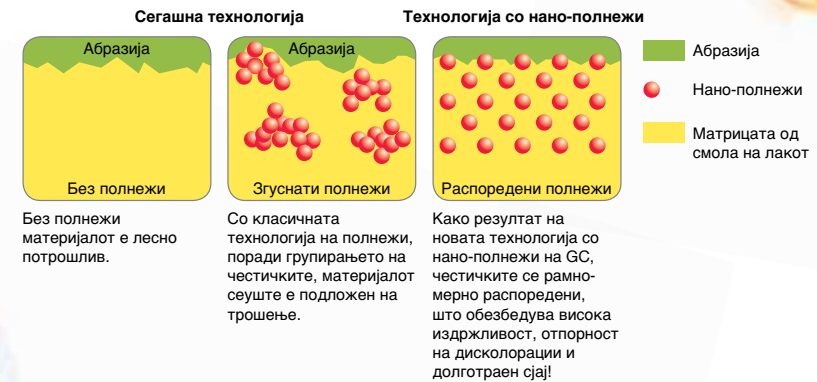 Сегашна технологија
Технологија со нано-полнежи
Абразија
Без полнежи
Абразија
Згуснати полнежи
Распоредени полнежи
Абразија
Нано-полнежи
Матрицата од
смола на лакот
Без полнежи
материјалот е лесно
потрошлив.
Со класичната
технологија на полнежи,
поради групирањето на
честичките, материјалот
сеуште е подложен на
трошење.
Како резултат на
новата технологија со
нано-полнежи на GC,
честичките се рамно-
мерно распоредени,
што обезбедува висока
издржливост, отпорност
на дисколорации и
долготраен сјај!